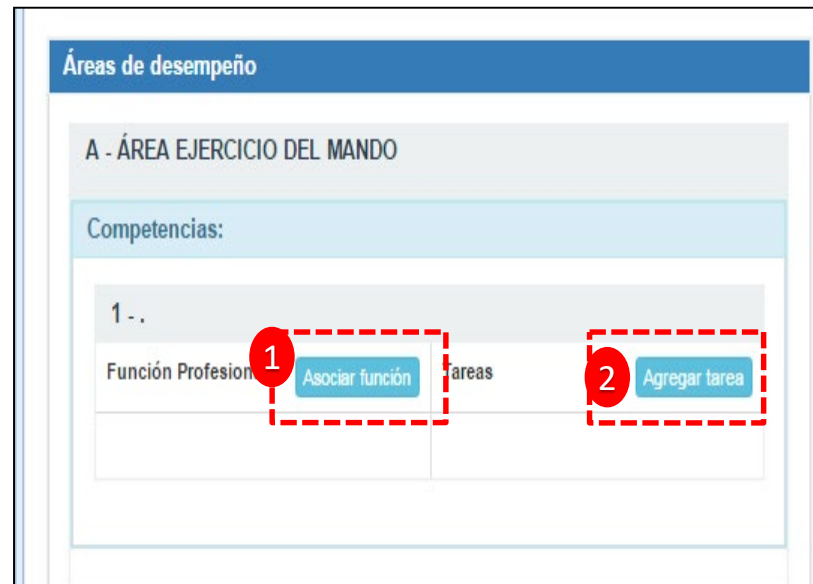 Áreas de desempeño
A - ÁREA EJERCICIO DEL MANDO
Competencias:
1 - .
Función Profesion 1 Asociar función Tareas 2 Agregar tarea